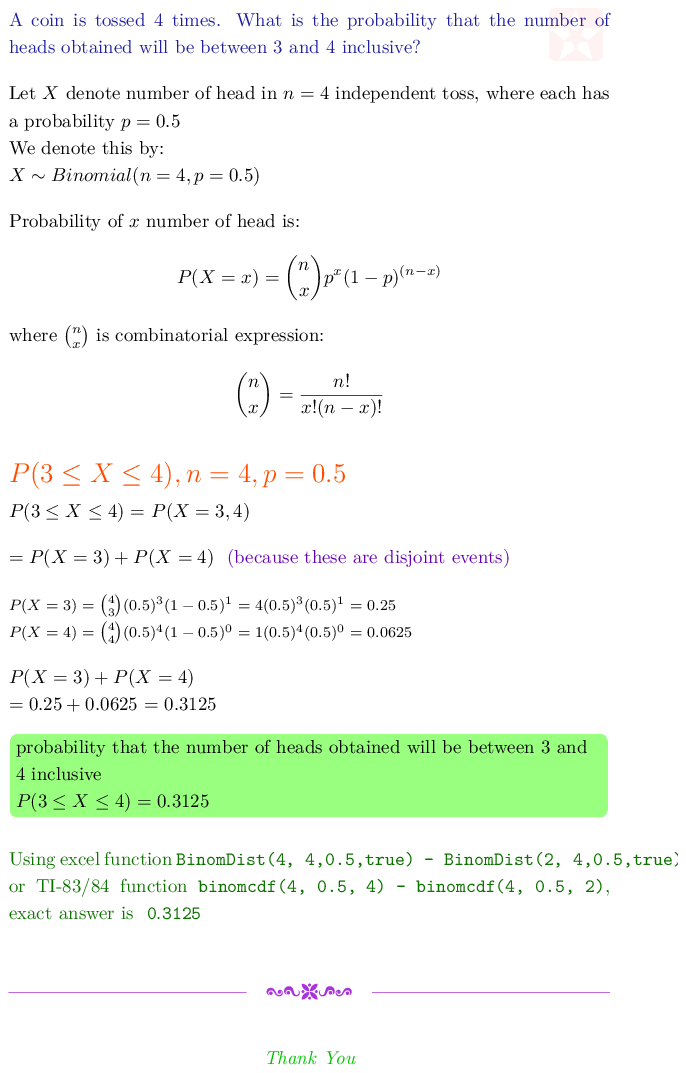 A coin is tossed 4 times. What is the probability that the number of
heads obtained will be between 3 and 4 inclusive?
Let X denote number of head in n = 4 independent toss, where each has
a probability p = 0.5
We denote this by:
X ∼ Binomial(n = 4, p = 0.5)
Probability of x number of head is:
P(X = x) = \binom{n}{x} p^x (1 − p)^{(n−x)}
where \binom{n}{x} is combinatorial expression:
\binom{n}{x} = \frac{n!}{x!(n − x)!}
P(3 ≤ X ≤ 4), n = 4, p = 0.5
P(3 ≤ X ≤ 4) = P(X = 3, 4)
= P(X = 3) + P(X = 4) (because these are disjoint events)
P(X = 3) = \binom{4}{3}(0.5)^3(1 − 0.5)^1 = 4(0.5)^3(0.5)^1 = 0.25
P(X = 4) = \binom{4}{4}(0.5)^4(1 − 0.5)^0 = 1(0.5)^4(0.5)^0 = 0.0625
P(X = 3) + P(X = 4)
= 0.25 + 0.0625 = 0.3125
probability that the number of heads obtained will be between 3 and
4 inclusive
P(3 ≤ X ≤ 4) = 0.3125
Using excel function BinomDist(4, 4,0.5,true) - BinomDist(2, 4,0.5,true)
or TI-83/84 function binomcdf(4, 0.5, 4) - binomcdf(4, 0.5, 2),
exact answer is 0.3125
Thank You